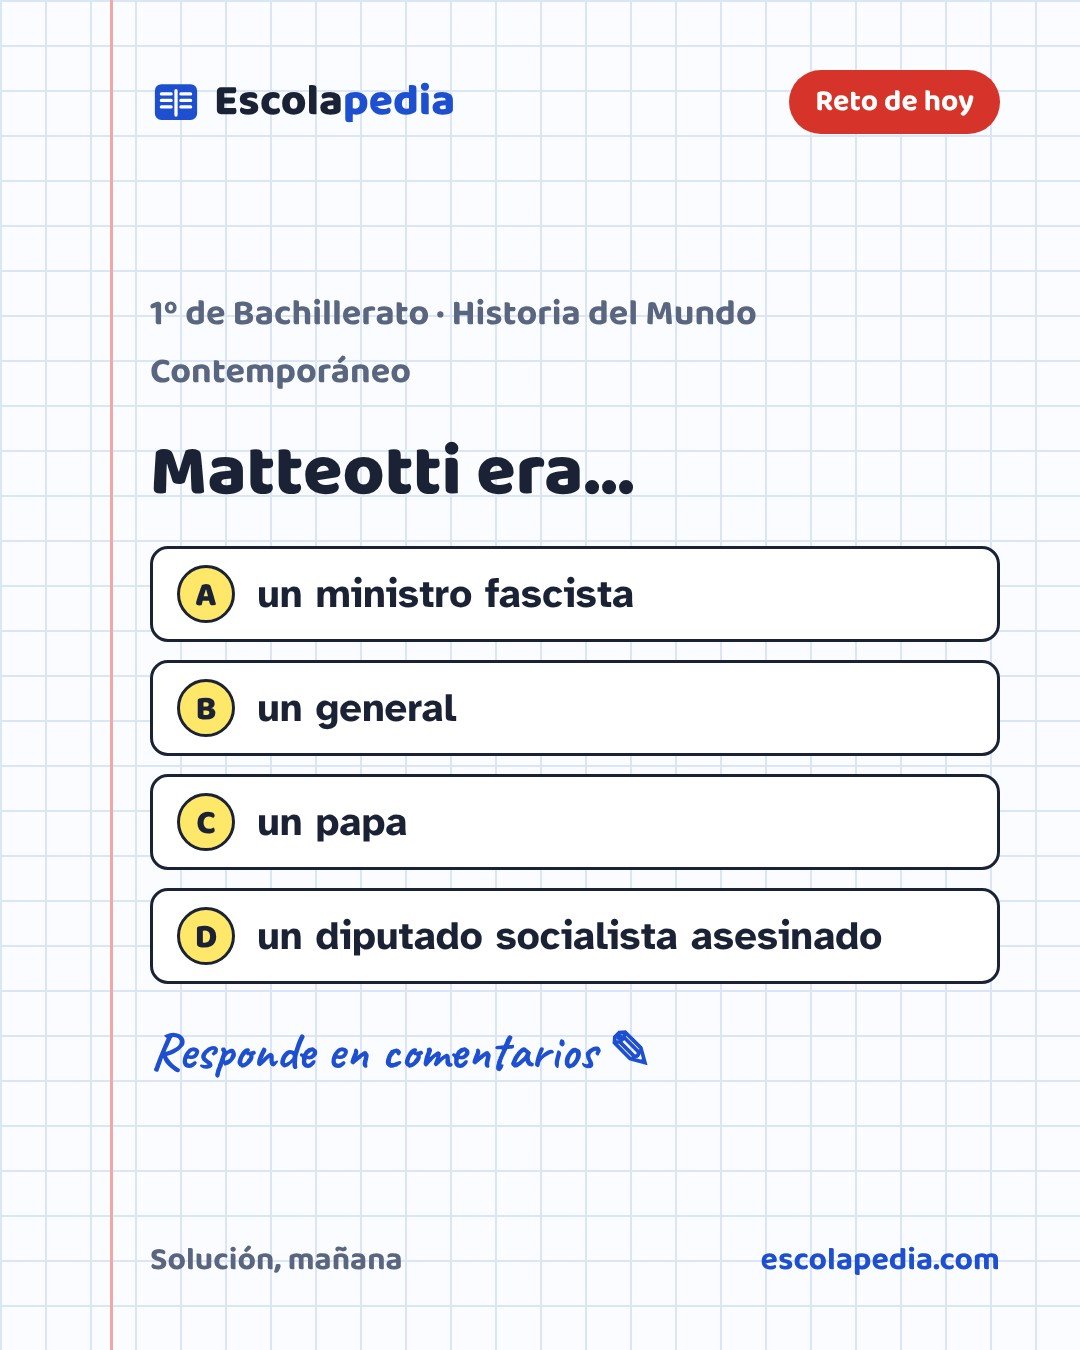 Escolapedia
Reto de hoy
1º de Bachillerato · Historia del Mundo
Contemporáneo
Matteotti era...
A un ministro fascista
B un general
C un papa
D un diputado socialista asesinado
Responde en comentarios
Solución, mañana
escolapedia.com